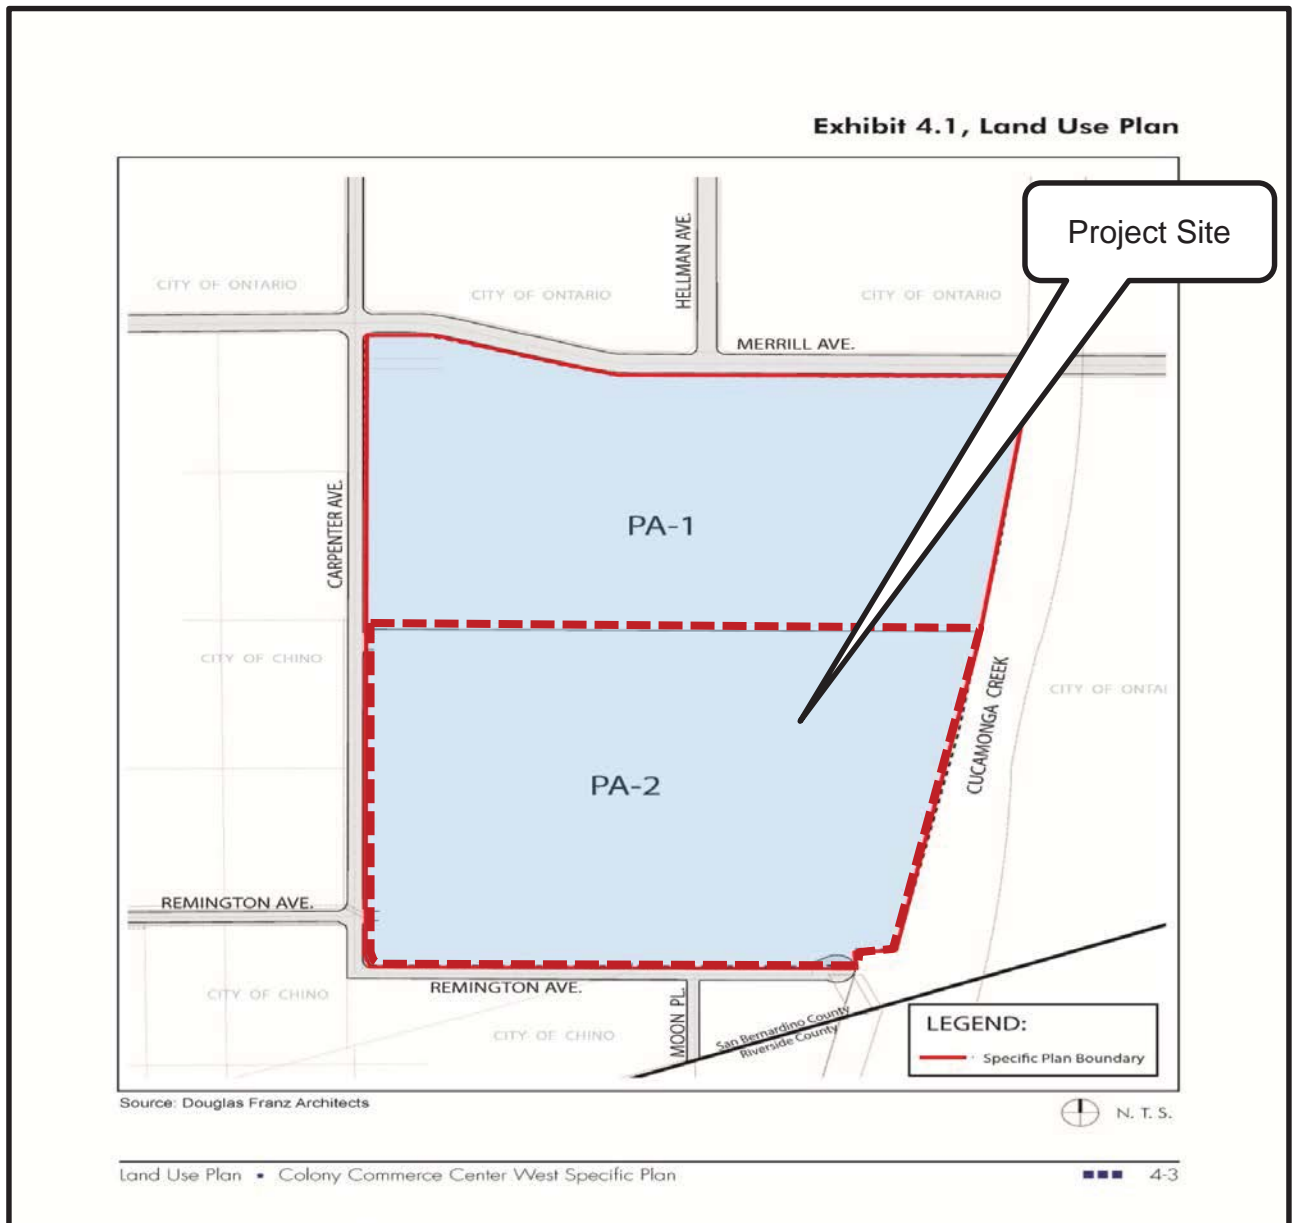 Exhibit 4.1, Land Use Plan
Project Site
CITY OF ONTARIO
CITY OF ONTARIO
HELLMAN AVE.
CITY OF ONTARIO
MERRILL AVE.
CARPENTER AVE.
PA-1
CITY OF CHINO
CUCAMONGA CREEK
CITY OF ONTAI
PA-2
REMINGTON AVE.
CITY OF CHINO
REMINGTON AVE.
MOON PL.
CITY OF CHINO
San Bernardino County
Riverside County
LEGEND:
Specific Plan Boundary
Source: Douglas Franz Architects
N. T. S.
Land Use Plan ▪ Colony Commerce Center West Specific Plan
4-3